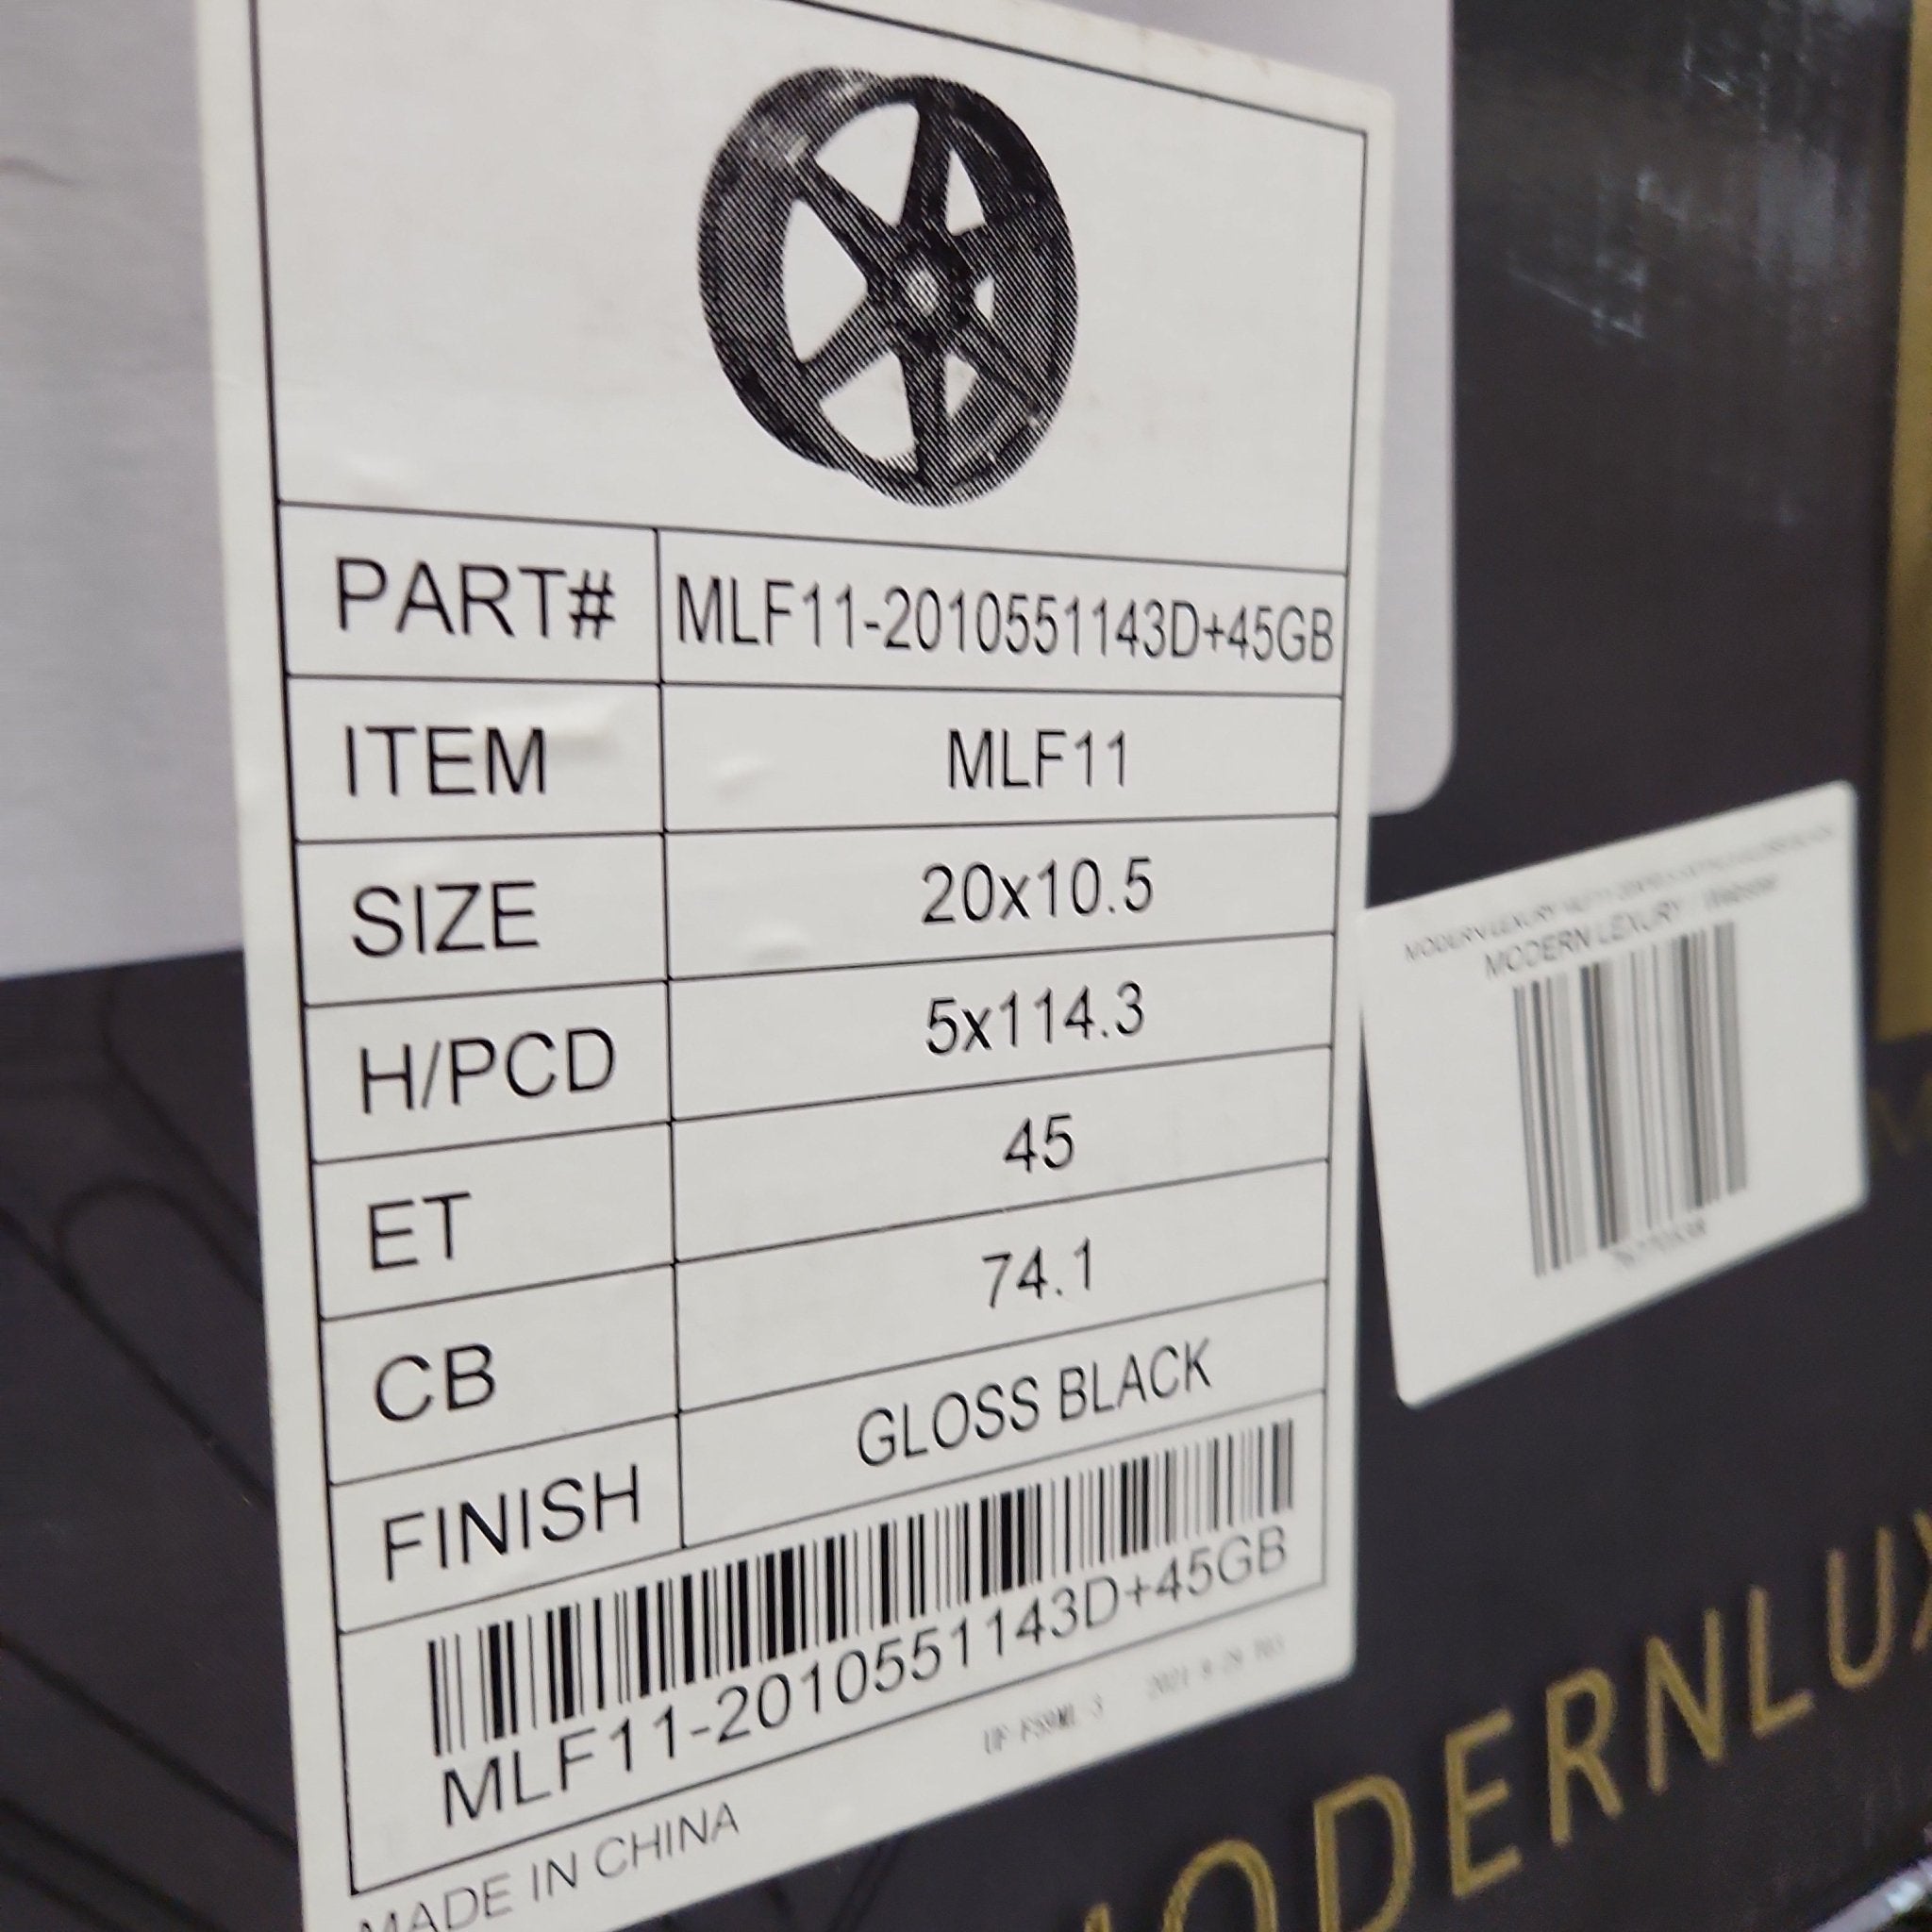 PART# MLF11-2010551143D+45GB
ITEM MLF11
SIZE 20x10.5
H/PCD 5x114.3
ET 45
CB 74.1
FINISH GLOSS BLACK
MLF11-2010551143D+45GB
MADE IN CHINA
MODERN LEXURY
MODERNLUX